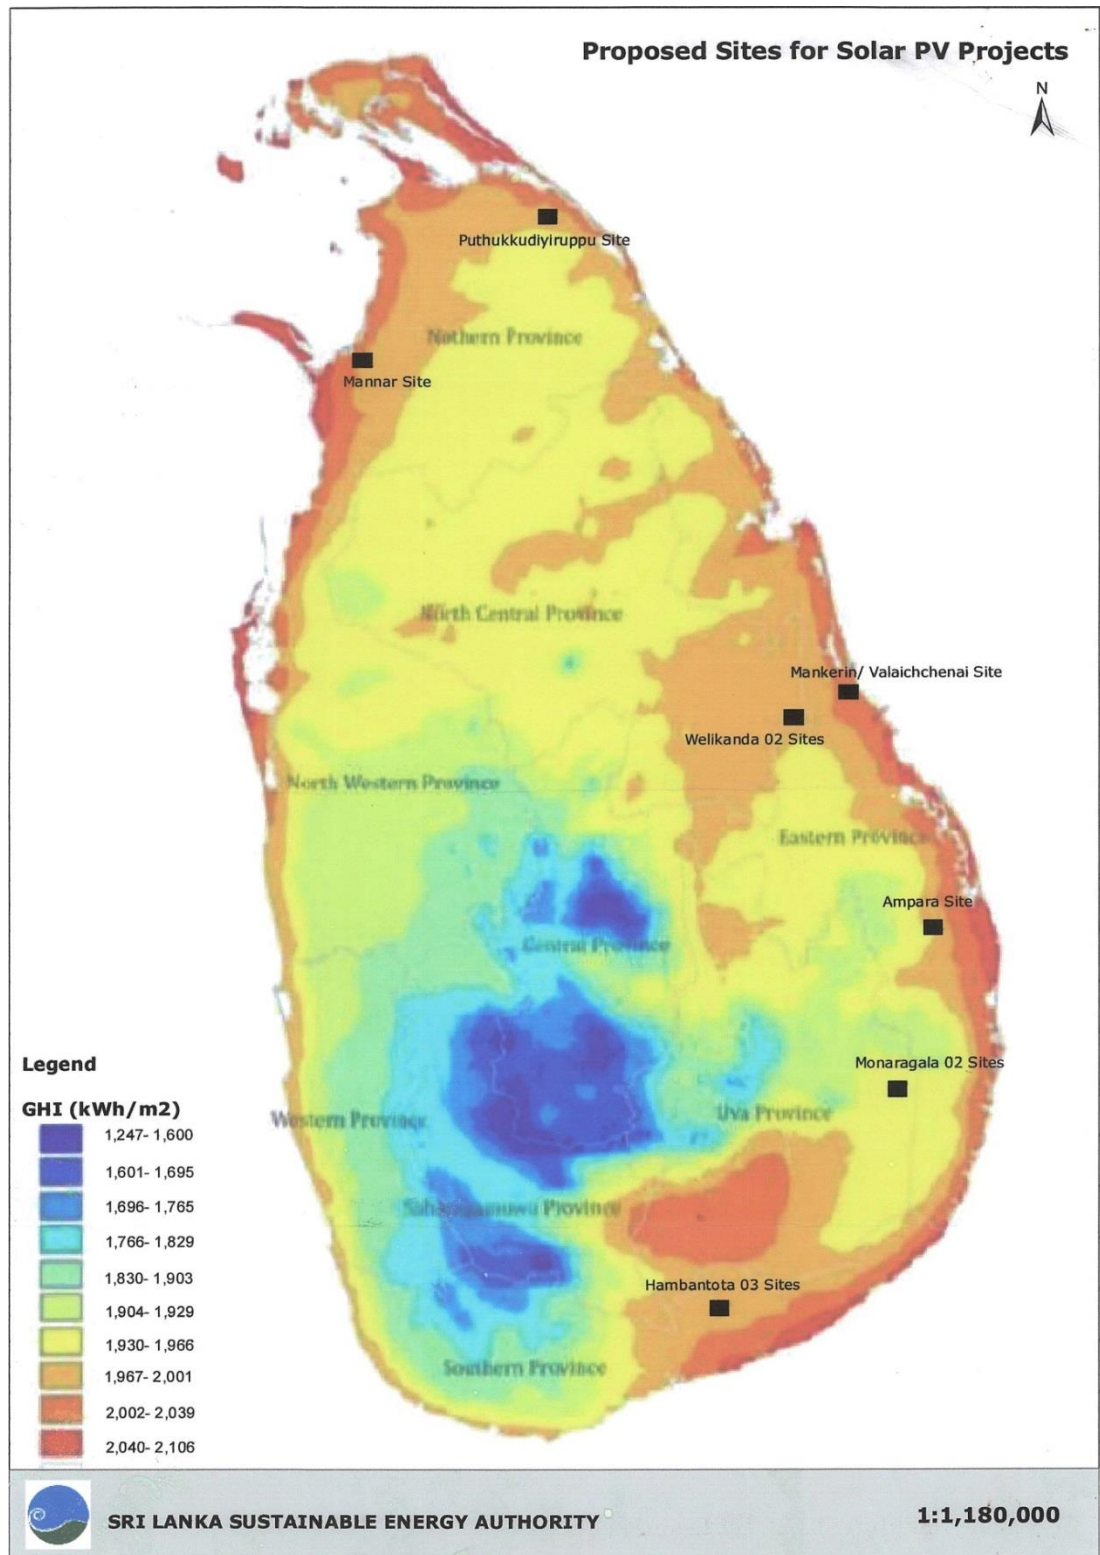 Proposed Sites for Solar PV Projects
N
Puthukkudiyiruppu Site
Nothern Province
Mannar Site
North Central Province
Mankerin/ Valaichchenai Site
Welikanda 02 Sites
North Western Province
Eastern Province
Ampara Site
Central Province
Monaragala 02 Sites
Western Province
Uva Province
Sabaragamuwa Province
Hambantota 03 Sites
Southern Province
Legend
GHI (kWh/m2)
1,247- 1,600
1,601- 1,695
1,696- 1,765
1,766- 1,829
1,830- 1,903
1,904- 1,929
1,930- 1,966
1,967- 2,001
2,002- 2,039
2,040- 2,106
SRI LANKA SUSTAINABLE ENERGY AUTHORITY
1:1,180,000